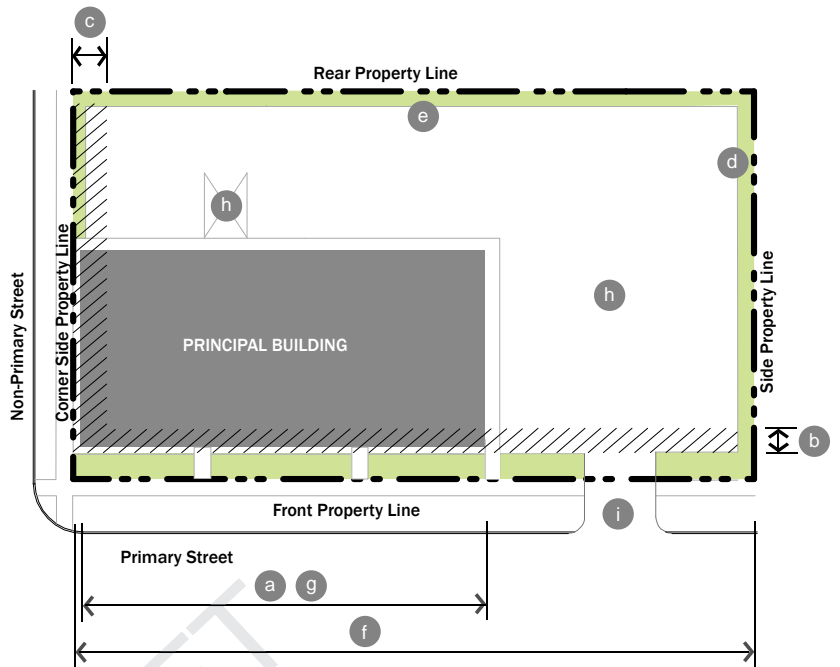 c
Rear Property Line
e
d
h
Non-Primary Street
Corner Side Property Line
h
Side Property Line
PRINCIPAL BUILDING
b
Front Property Line
i
Primary Street
a g
f